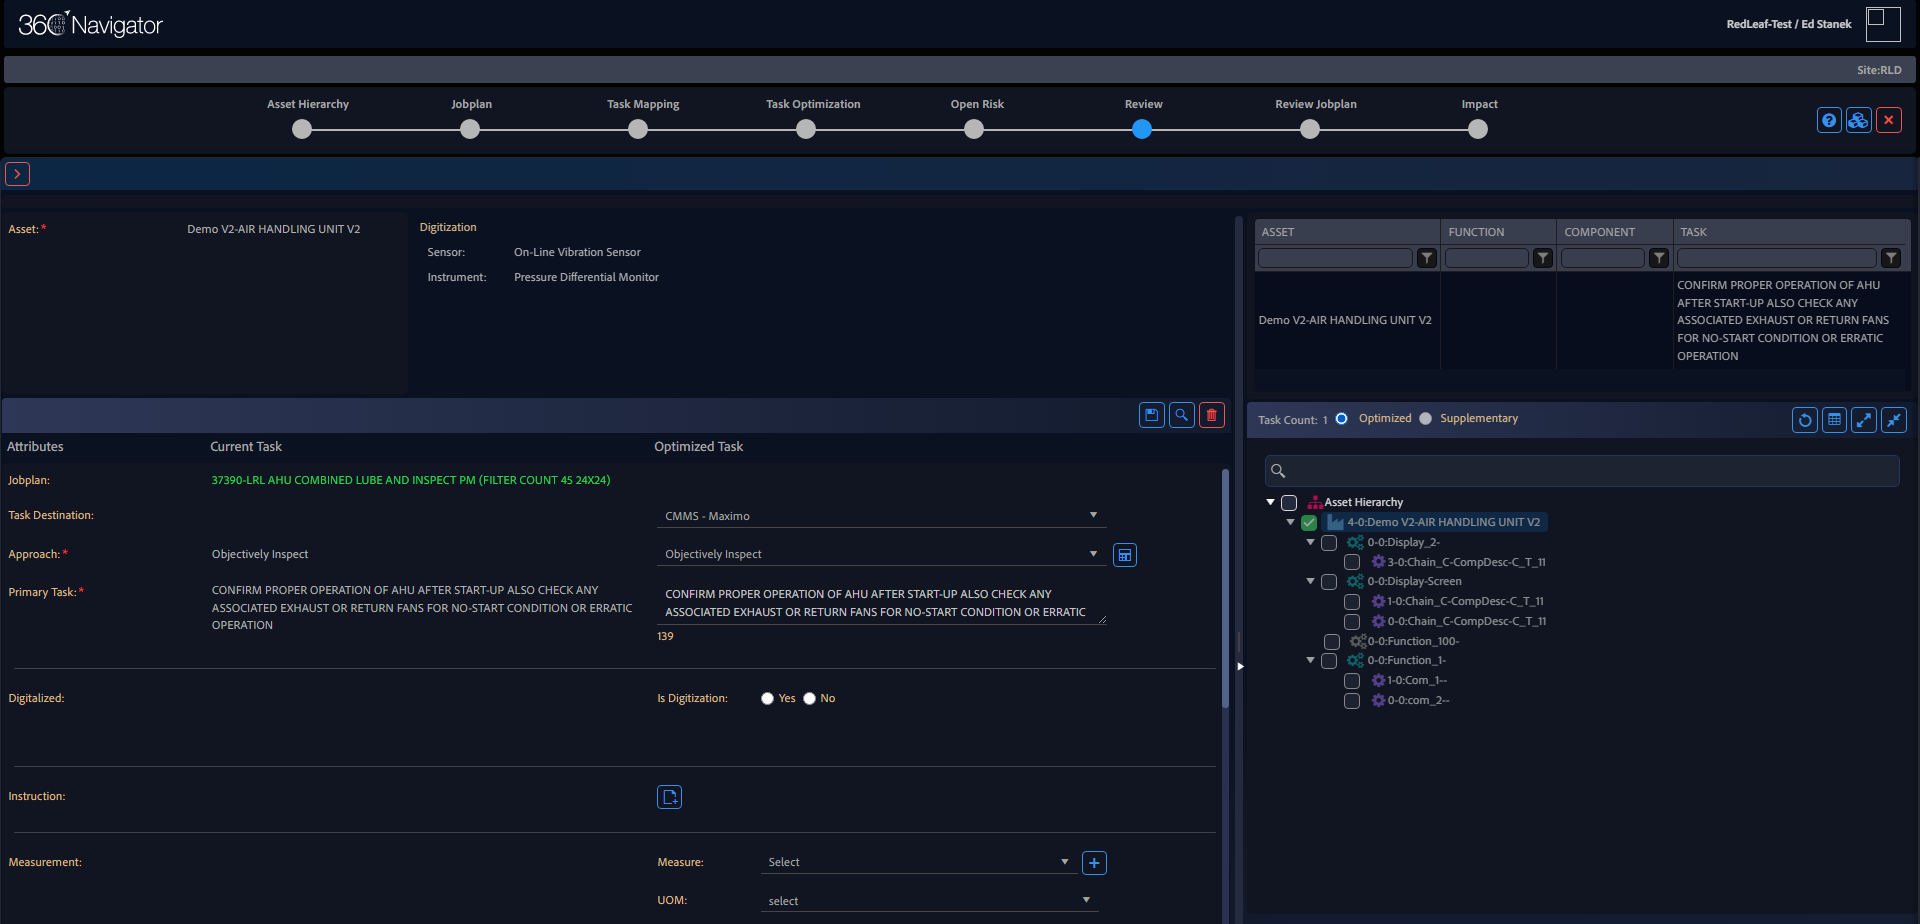 360 Navigator
RedLeaf-Test / Ed Stanek
Site:RLD
Asset Hierarchy
Jobplan
Task Mapping
Task Optimization
Open Risk
Review
Review Jobplan
Impact
Asset:*
Demo V2-AIR HANDLING UNIT V2
Digitization
Sensor:
On-Line Vibration Sensor
Instrument:
Pressure Differential Monitor
Attributes
Current Task
Optimized Task
Jobplan:
37390-LRL AHU COMBINED LUBE AND INSPECT PM (FILTER COUNT 45 24X24)
Task Destination:
CMMS - Maximo
Approach:*
Objectively Inspect
Objectively Inspect
Primary Task:*
CONFIRM PROPER OPERATION OF AHU AFTER START-UP ALSO CHECK ANY
ASSOCIATED EXHAUST OR RETURN FANS FOR NO-START CONDITION OR ERRATIC
OPERATION
CONFIRM PROPER OPERATION OF AHU AFTER START-UP ALSO CHECK ANY
ASSOCIATED EXHAUST OR RETURN FANS FOR NO-START CONDITION OR ERRATIC
139
Digitalized:
Is Digitization:
Yes
No
Instruction:
Measurement:
Measure:
Select
UOM:
select
ASSET
FUNCTION
COMPONENT
TASK
Demo V2-AIR HANDLING UNIT V2
CONFIRM PROPER OPERATION OF AHU
AFTER START-UP ALSO CHECK ANY
ASSOCIATED EXHAUST OR RETURN FANS
FOR NO-START CONDITION OR ERRATIC
OPERATION
Task Count: 1
Optimized
Supplementary
Asset Hierarchy
4-0:Demo V2-AIR HANDLING UNIT V2
0-0:Display_2-
3-0:Chain_C-CompDesc-C_T_11
0-0:Display-Screen
1-0:Chain_C-CompDesc-C_T_11
0-0:Chain_C-CompDesc-C_T_11
0-0:Function_100-
0-0:Function_1-
1-0:Com_1--
0-0:com_2--